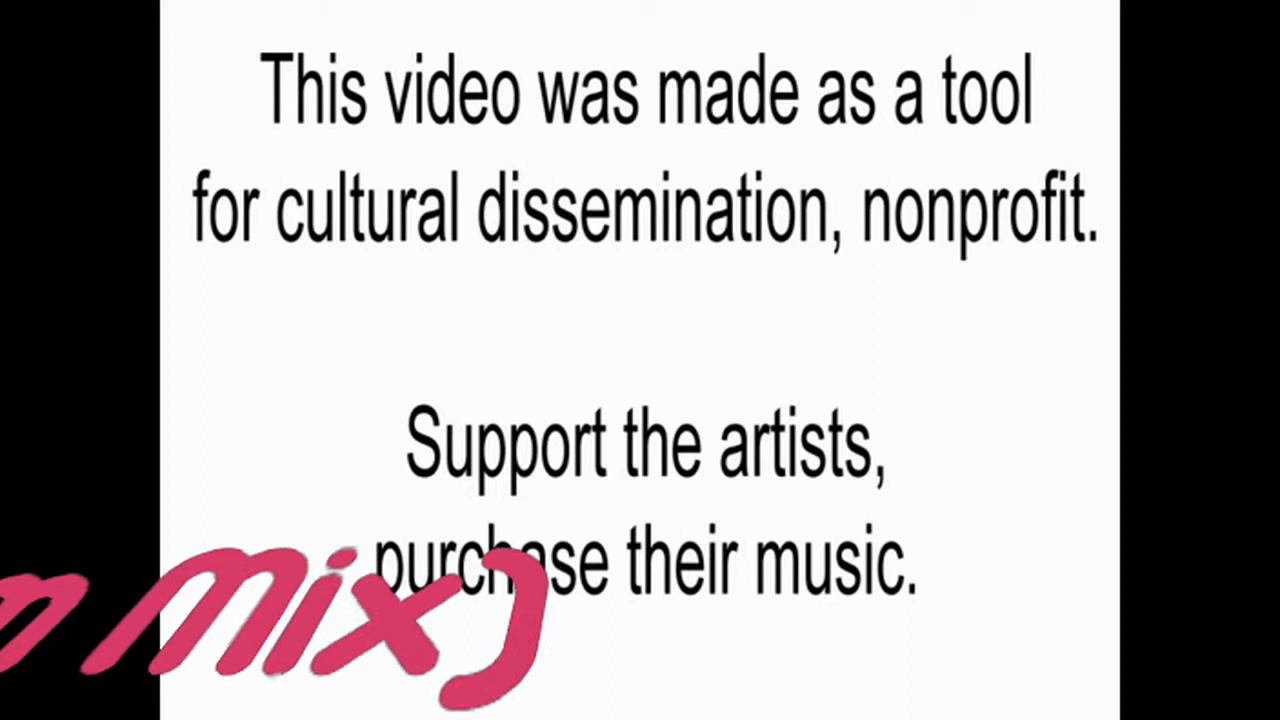 This video was made as a tool
for cultural dissemination, nonprofit.
Support the artists,
purchase their music.
Mix)